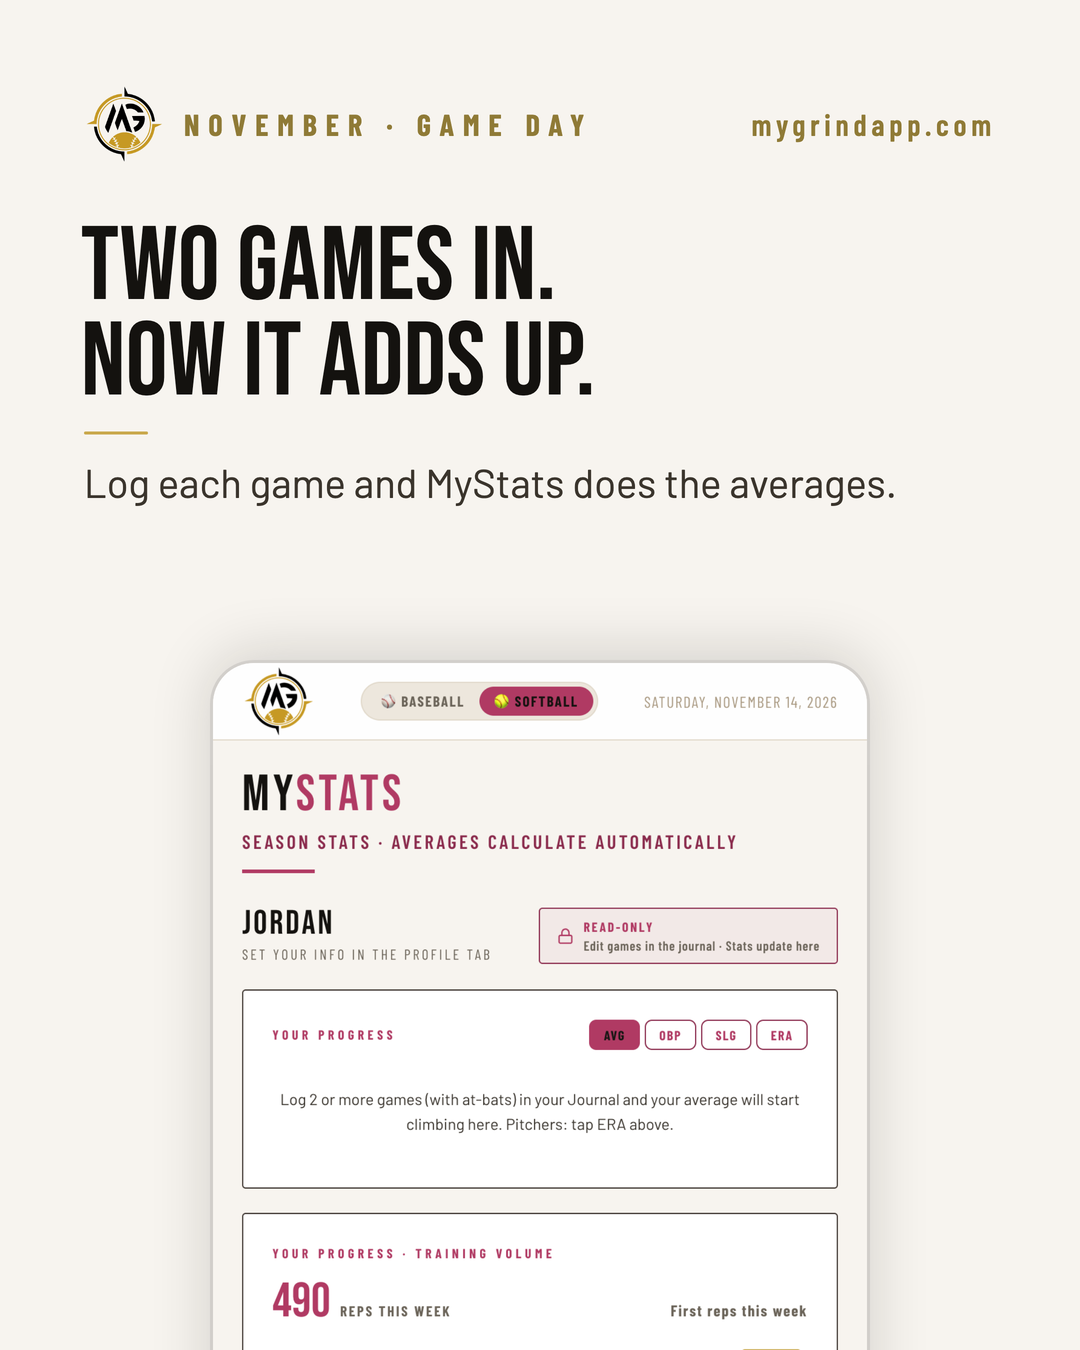 MG
NOVEMBER · GAME DAY
mygrindapp.com
TWO GAMES IN.
NOW IT ADDS UP.
Log each game and MyStats does the averages.
MG
BASEBALL
SOFTBALL
SATURDAY, NOVEMBER 14, 2026
MYSTATS
SEASON STATS · AVERAGES CALCULATE AUTOMATICALLY
JORDAN
SET YOUR INFO IN THE PROFILE TAB
READ-ONLY
Edit games in the journal · Stats update here
YOUR PROGRESS
AVG
OBP
SLG
ERA
Log 2 or more games (with at-bats) in your Journal and your average will start
climbing here. Pitchers: tap ERA above.
YOUR PROGRESS · TRAINING VOLUME
490 REPS THIS WEEK
First reps this week